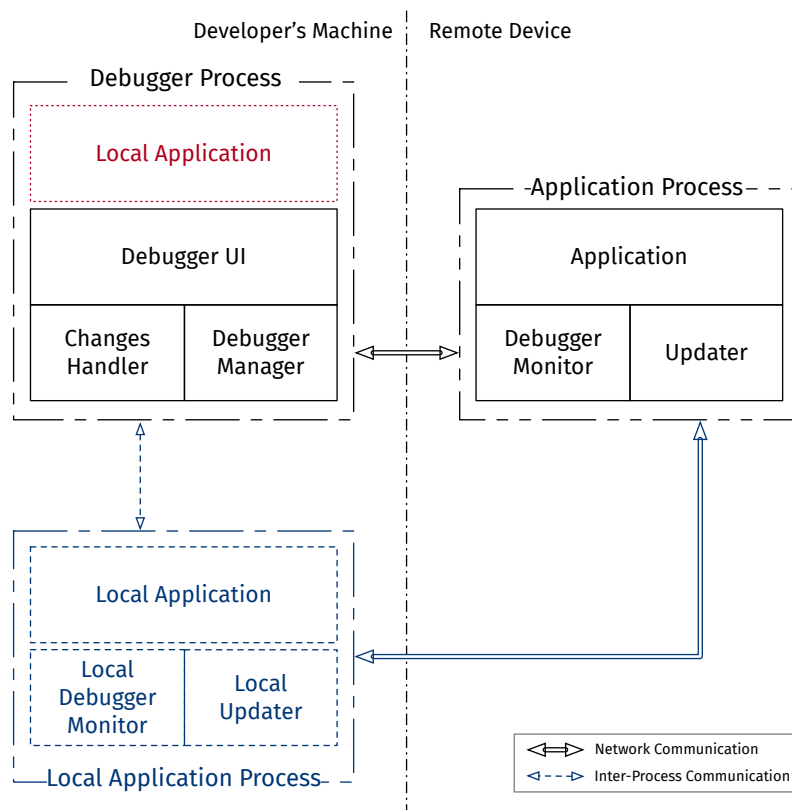 Developer’s Machine
Remote Device
Debugger Process
Local Application
Debugger UI
Changes
Handler
Debugger
Manager
Application Process
Application
Debugger
Monitor
Updater
Local Application
Local
Debugger
Monitor
Local
Updater
Local Application Process
Network Communication
Inter-Process Communication